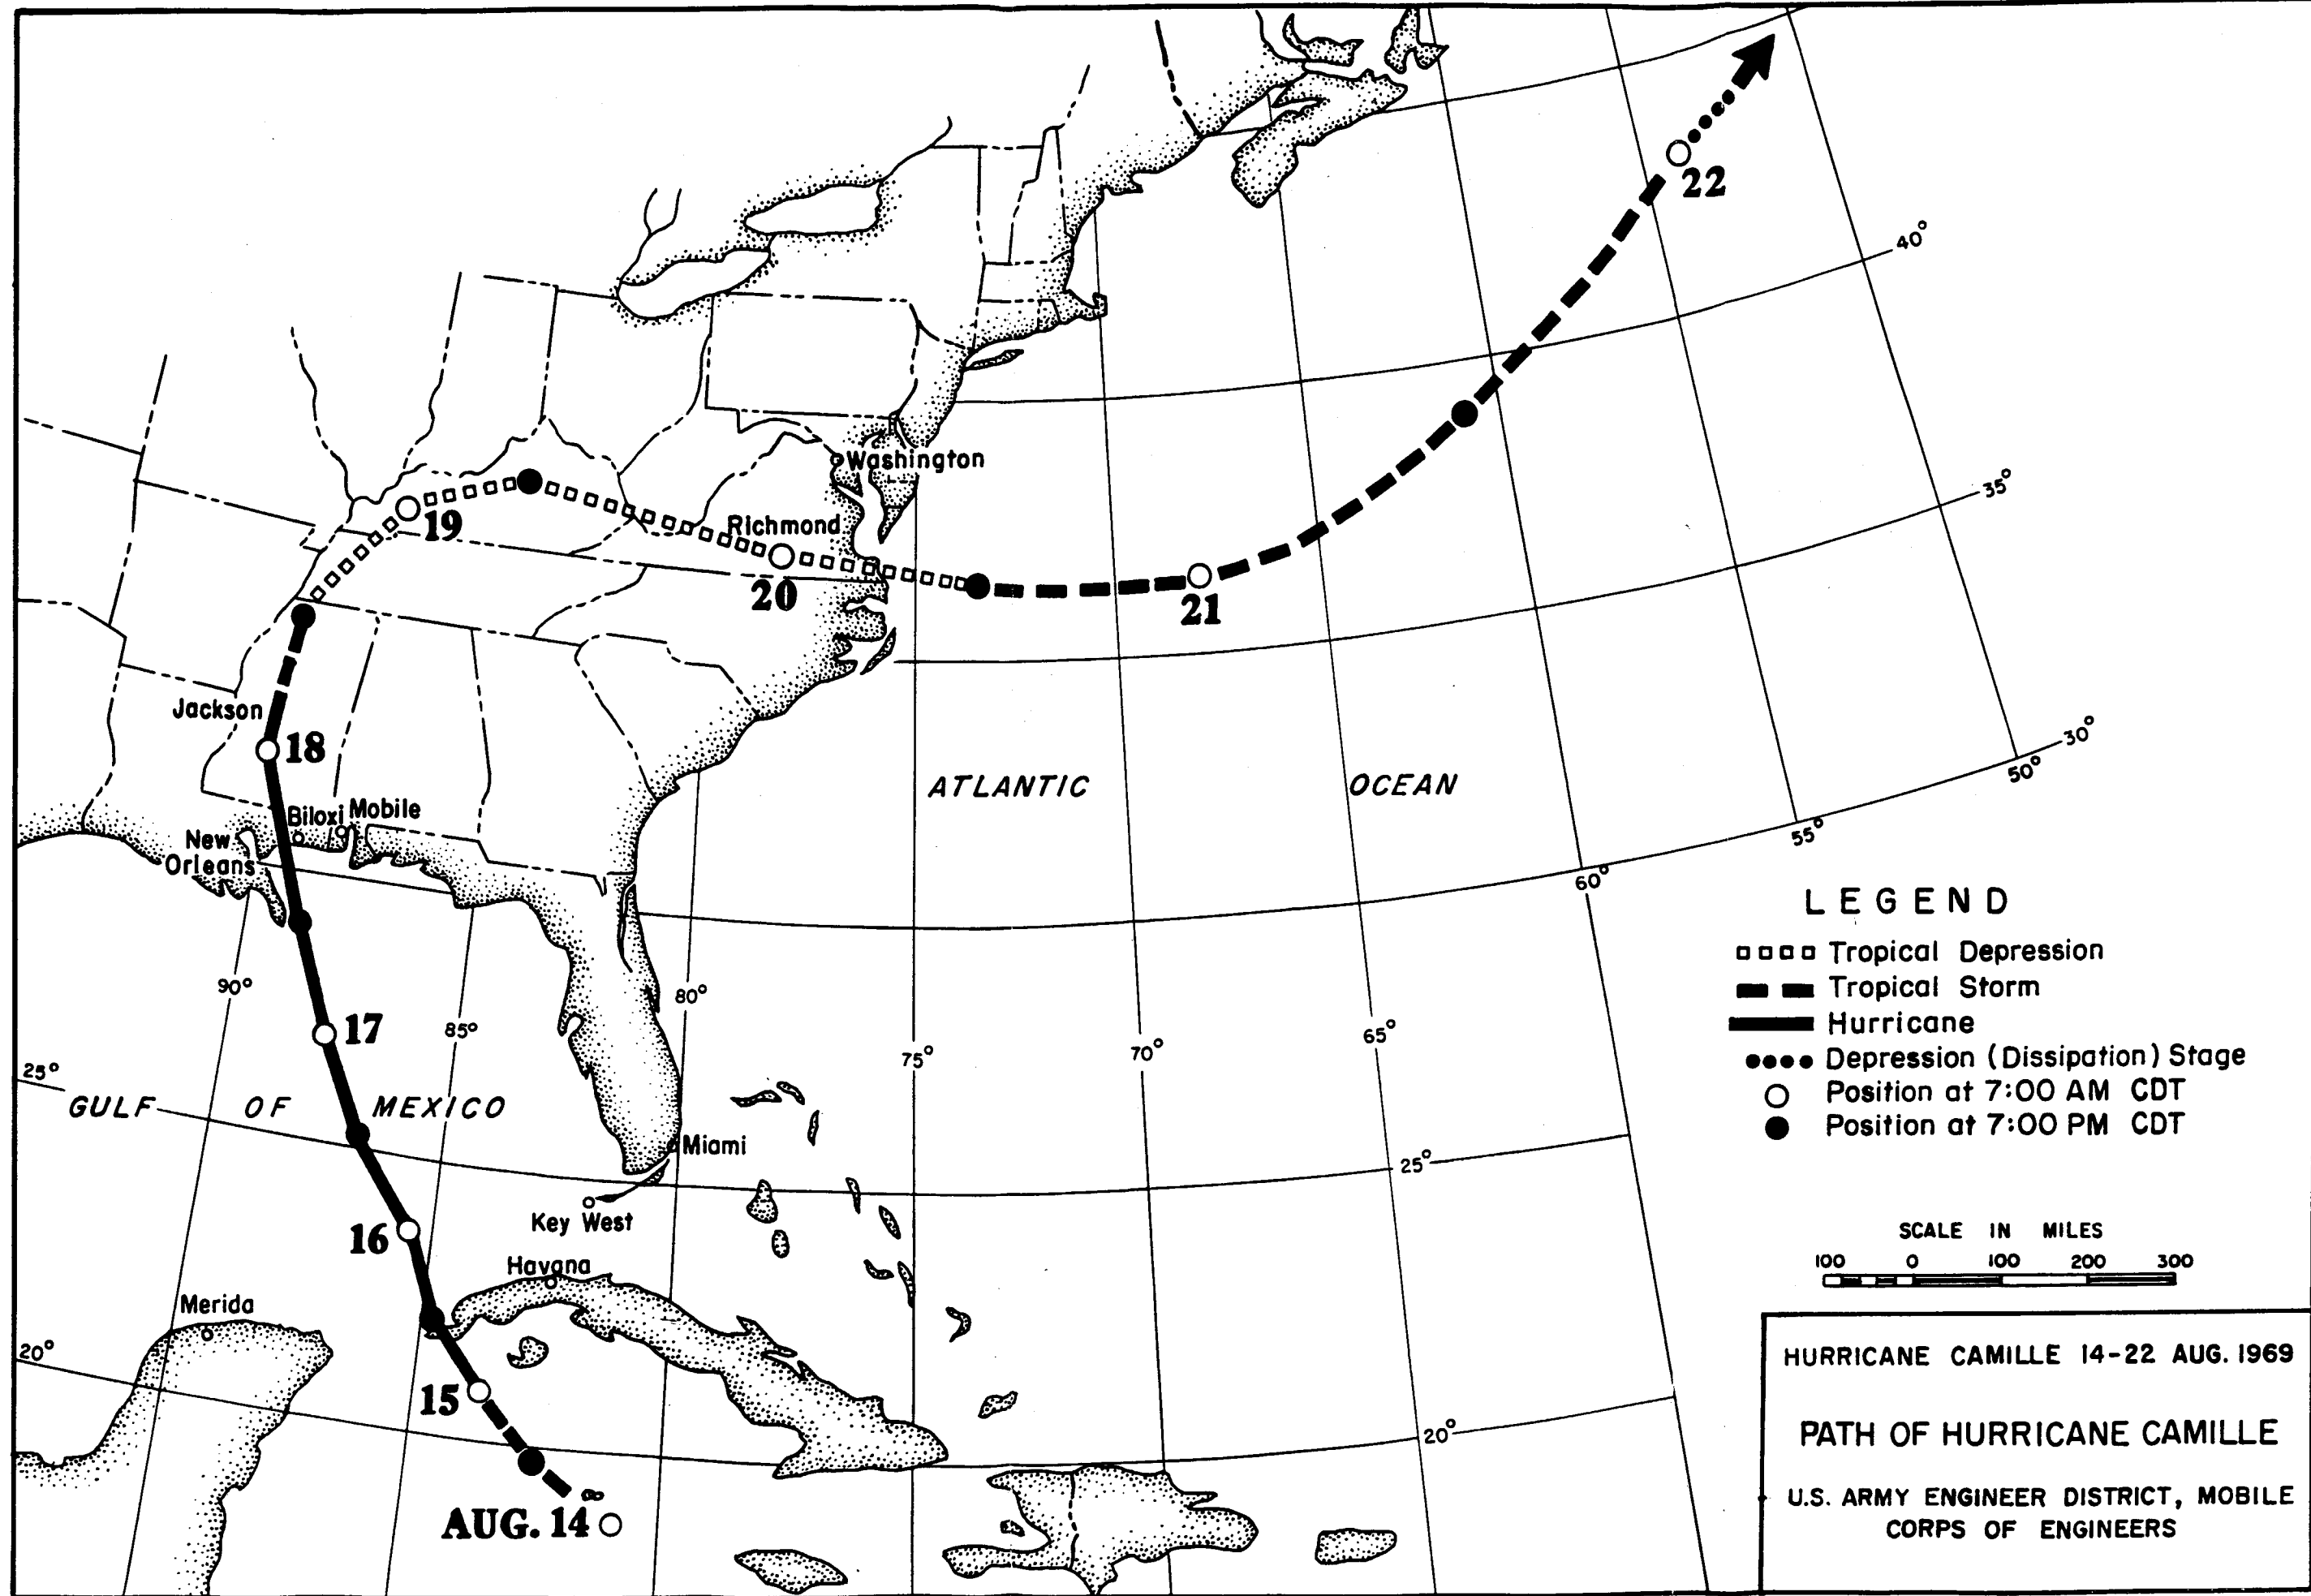 40°
22
Washington
35°
19
Richmond
20
21
Jackson
18
30°
50°
ATLANTIC OCEAN
Biloxi
Mobile
New
Orleans
55°
60°
LEGEND
Tropical Depression
Tropical Storm
Hurricane
Depression (Dissipation) Stage
Position at 7:00 AM CDT
Position at 7:00 PM CDT
90°
80°
17
85°
75°
70°
65°
25°
GULF OF MEXICO
Miami
25°
Key West
16
SCALE IN MILES
100 0 100 200 300
Havana
Merida
20°
15
20°
AUG. 14
HURRICANE CAMILLE 14-22 AUG. 1969
PATH OF HURRICANE CAMILLE
U.S. ARMY ENGINEER DISTRICT, MOBILE
CORPS OF ENGINEERS